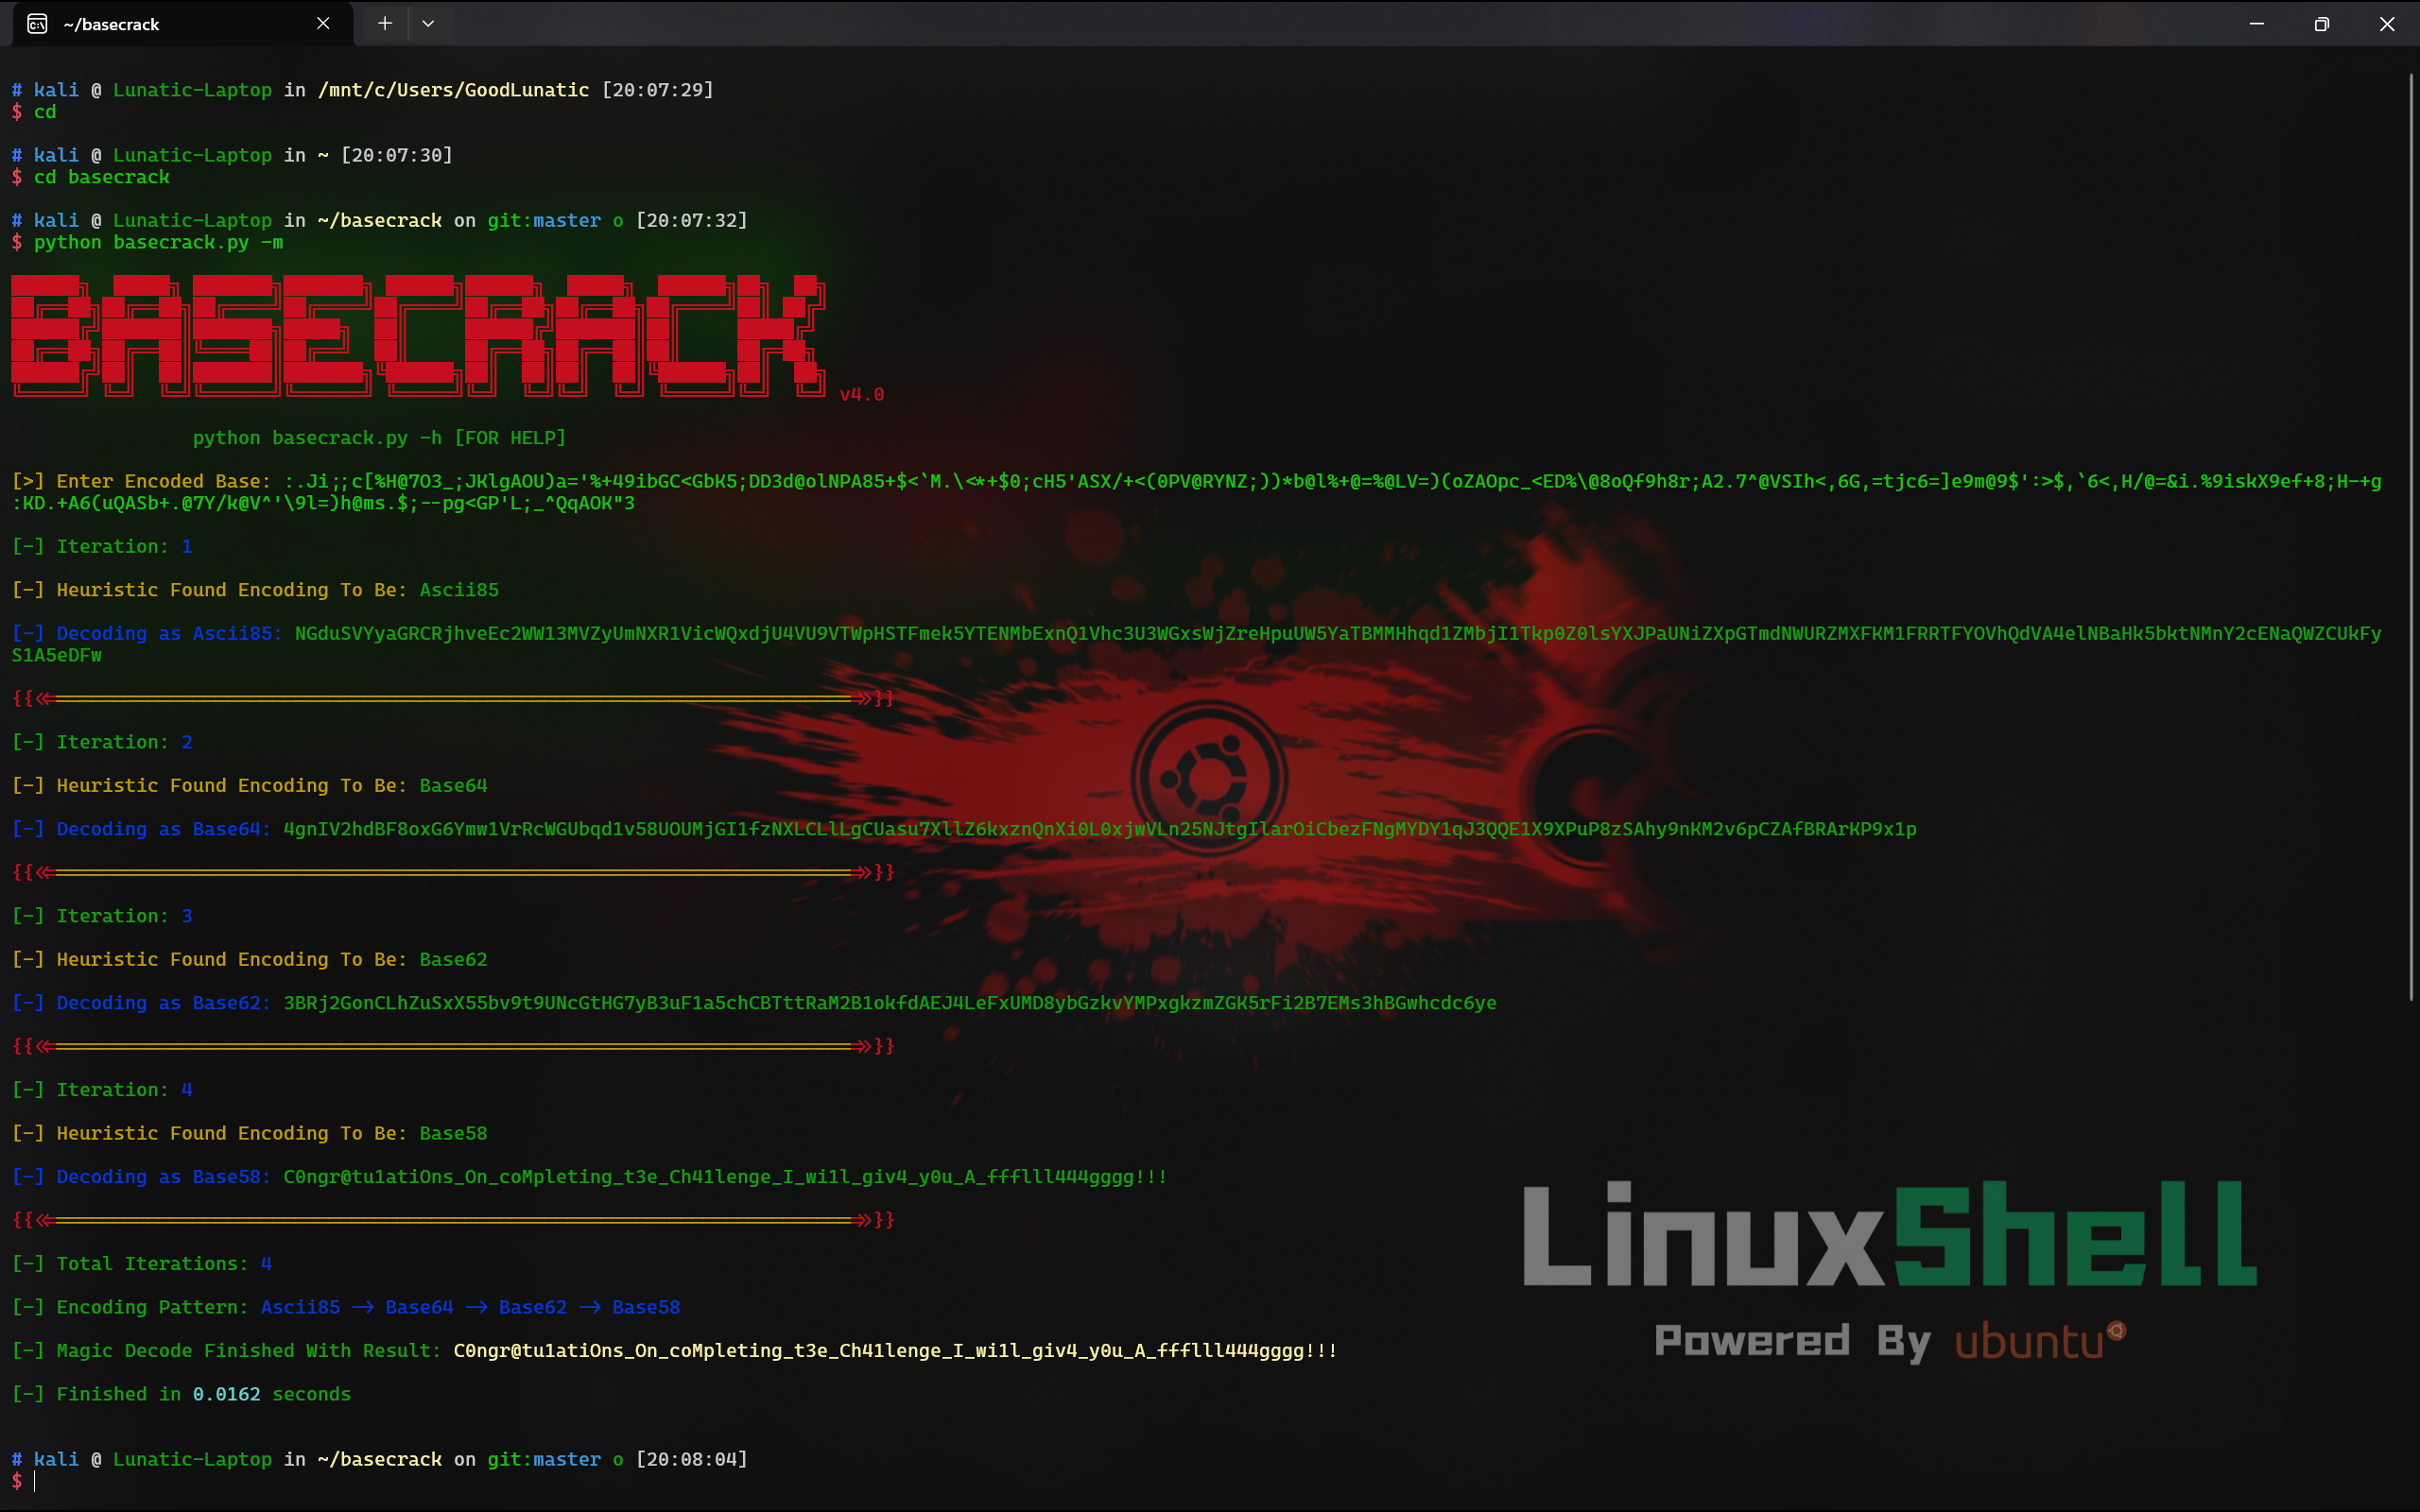 ~/basecrack
# kali @ Lunatic-Laptop in /mnt/c/Users/GoodLunatic [20:07:29]
$ cd
# kali @ Lunatic-Laptop in ~ [20:07:30]
$ cd basecrack
# kali @ Lunatic-Laptop in ~/basecrack on git:master o [20:07:32]
$ python basecrack.py -m
BASECRACK
v4.0
python basecrack.py -h [FOR HELP]
[>] Enter Encoded Base: :.Ji;;c[%H@7O3_;JKlgAOU)a='%+49ibGC<GbK5;DD3d@olNPA85+$<`M.\<*+$0;cH5'ASX/+<(0PV@RYNZ;))*b@l%+@=%@LV=)(oZAOpc_<ED%\@8oQf9h8r;A2.7^@VSIh<,6G,=tjc6=]e9m@9$':>$,`6<,H/@=&i.%9iskX9ef+8;H-+g
:KD.+A6(uQASb+.@7Y/k@V^'\9l=)h@ms.$;--pg<GP'L;_^QqAOK"3
[-] Iteration: 1
[-] Heuristic Found Encoding To Be: Ascii85
[-] Decoding as Ascii85: NGduSVYyaGRCRjhveEc2WW13MVZyUmNXR1VicWQxdjU4VU9VTWpHSTFmek5YTENMbExnQ1Vhc3U3WGxsWjZreHpuUW5YaTBMMHhqd1ZMbjI1Tkp0Z0lsYXJPaUNiZXpGTmdNWURZMXFKM1FRRTFYOVhQdVA4elNBaHk5bktNMnY2cENaQWZCUkFy
S1A5eDFw
[-] Iteration: 2
[-] Heuristic Found Encoding To Be: Base64
[-] Decoding as Base64: 4gnIV2hdBF8oxG6Ymw1VrRcWGUbqd1v58UOUMjGI1fzNXLCLlLgCUasu7XllZ6kxznQnXi0L0xjwVLn25NJtgIlarOiCbezFNgMYDY1qJ3QQE1X9XPuP8zSAhy9nKM2v6pCZAfBRArKP9x1p
[-] Iteration: 3
[-] Heuristic Found Encoding To Be: Base62
[-] Decoding as Base62: 3BRj2GonCLhZuSxX55bv9t9UNcGtHG7yB3uF1a5chCBTttRaM2B1okfdAEJ4LeFxUMD8ybGzkvYMPxgkzmZGK5rFi2B7EMs3hBGwhcdc6ye
[-] Iteration: 4
[-] Heuristic Found Encoding To Be: Base58
[-] Decoding as Base58: C0ngr@tu1atiOns_On_coMpleting_t3e_Ch41lenge_I_wi1l_giv4_y0u_A_ffflll444gggg!!!
[-] Total Iterations: 4
[-] Encoding Pattern: Ascii85 -> Base64 -> Base62 -> Base58
[-] Magic Decode Finished With Result: C0ngr@tu1atiOns_On_coMpleting_t3e_Ch41lenge_I_wi1l_giv4_y0u_A_ffflll444gggg!!!
[-] Finished in 0.0162 seconds
# kali @ Lunatic-Laptop in ~/basecrack on git:master o [20:08:04]
$
LinuxShell
Powered By ubuntu